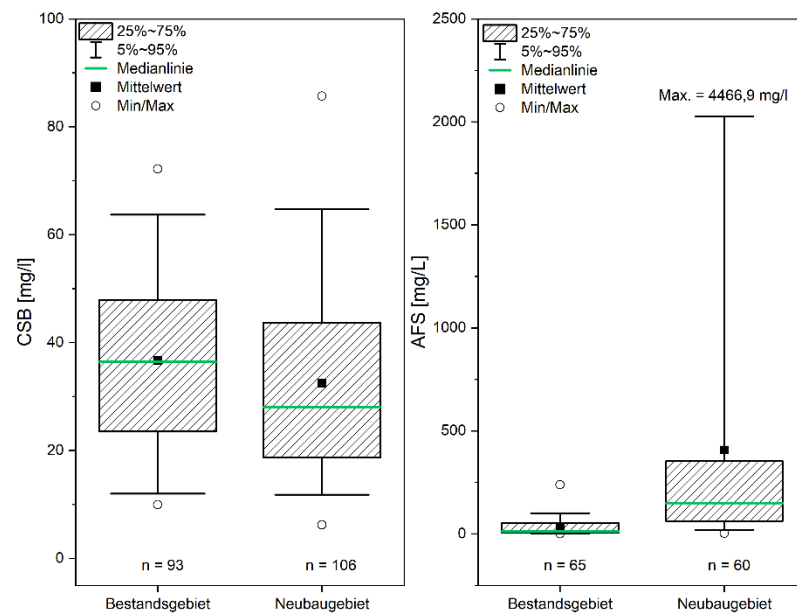 100
80
60
40
20
0
CSB [mg/l]
25%~75%
5%~95%
Medianlinie
Mittelwert
Min/Max
n = 93
n = 106
Bestandsgebiet
Neubaugebiet
2500
2000
1500
1000
500
0
AFS [mg/L]
25%~75%
5%~95%
Medianlinie
Mittelwert
Min/Max
Max. = 4466,9 mg/l
n = 65
n = 60
Bestandsgebiet
Neubaugebiet